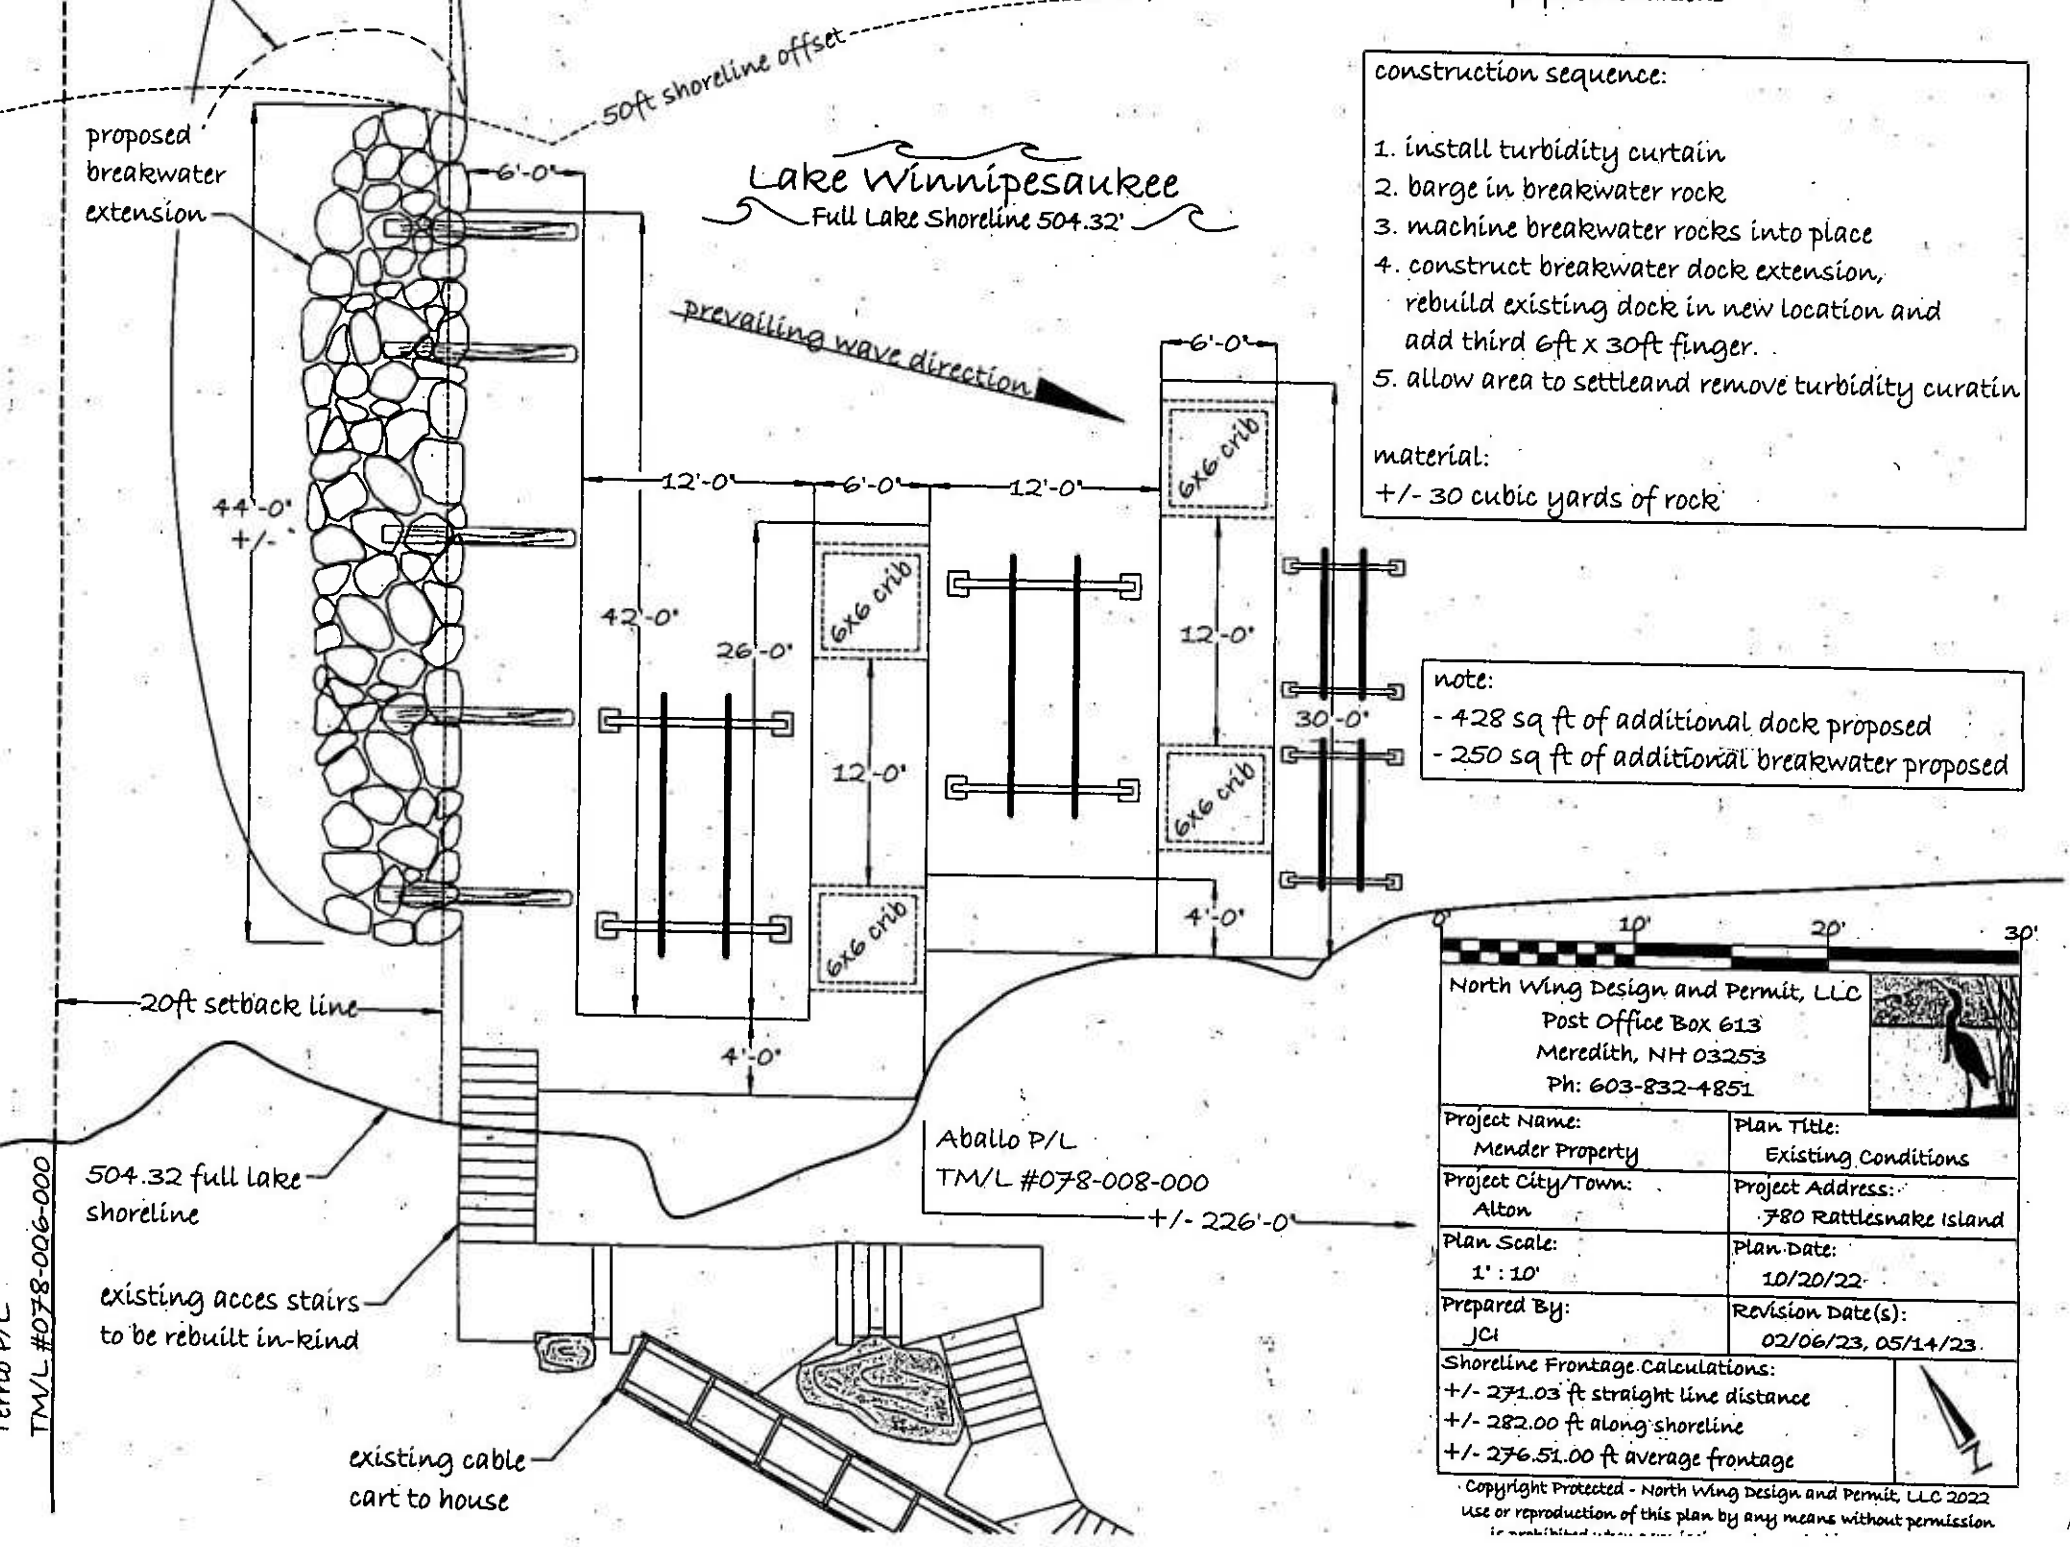 50ft shoreline offset
proposed
breakwater
extension
6'-0"
Lake Winnipesaukee
Full Lake Shoreline 504.32'
prevailing wave direction
construction sequence:
1. install turbidity curtain
2. barge in breakwater rock
3. machine breakwater rocks into place
4. construct breakwater dock extension,
rebuild existing dock in new location and
add third 6ft x 30ft finger.
5. allow area to settleand remove turbidity curatin
material:
+/- 30 cubic yards of rock
6'-0"
6x6 crib
12'-0"
6'-0"
12'-0"
44'-0"
+/-
42'-0"
26'-0"
6x6 crib
12'-0"
30'-0"
note:
- 428 sq ft of additional dock proposed
- 250 sq ft of additional breakwater proposed
12'-0"
6x6 crib
6x6 crib
4'-0"
20ft setback line
4'-0"
0' 10' 20' 30'
North Wing Design and Permit, LLC
Post Office Box 613
Meredith, NH 03253
Ph: 603-832-4851
Project Name:
Mender Property
Plan Title:
Existing Conditions
Project City/Town:
Alton
Project Address:
780 Rattlesnake Island
Plan Scale:
1" : 10'
Plan Date:
10/20/22
Prepared By:
JCI
Revision Date(s):
02/06/23, 05/14/23
Shoreline Frontage Calculations:
+/- 271.03 ft straight line distance
+/- 282.00 ft along shoreline
+/- 276.51.00 ft average frontage
N
Copyright Protected - North Wing Design and Permit, LLC 2022
use or reproduction of this plan by any means without permission
Aballo P/L
TM/L #078-008-000
+/- 226'-0"
504.32 full lake
shoreline
TM/L #078-006-000
existing acces stairs
to be rebuilt in-kind
existing cable
cart to house